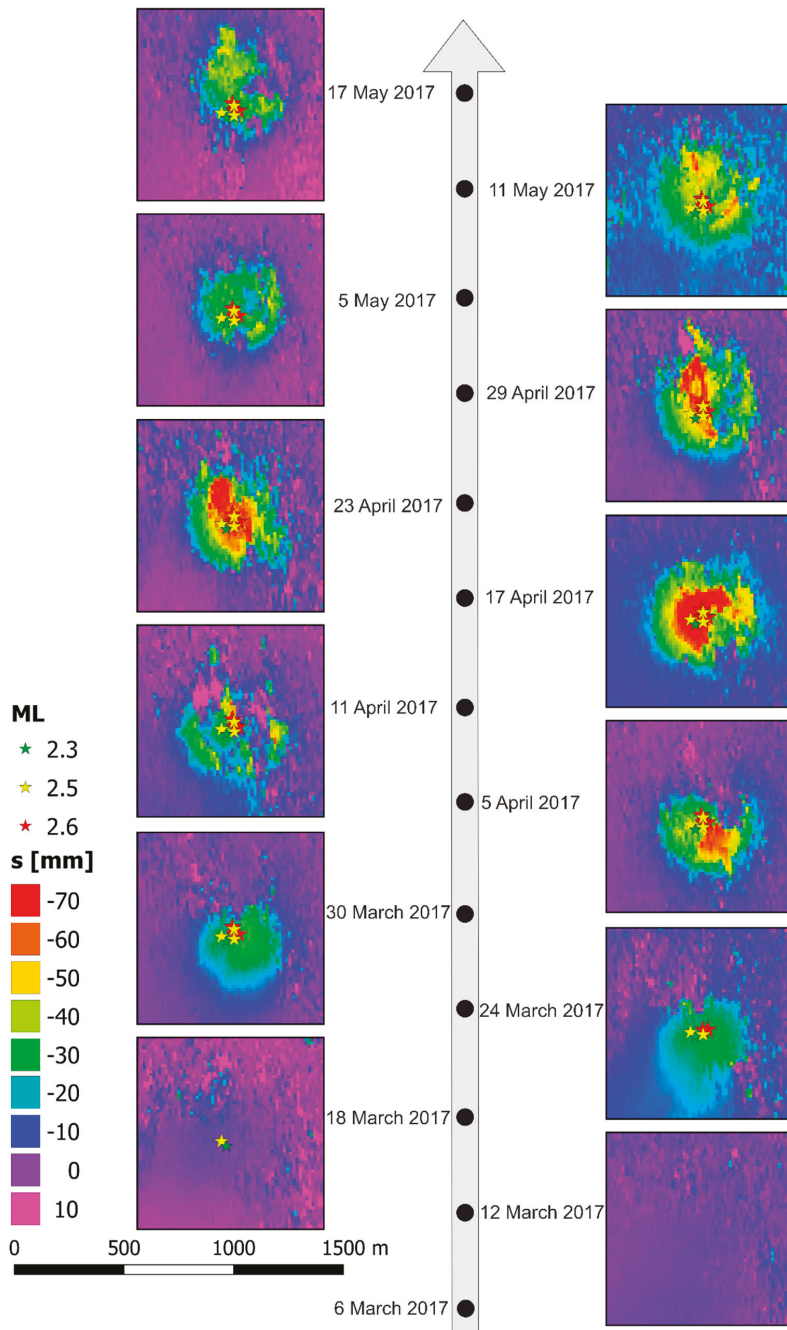 17 May 2017
11 May 2017
5 May 2017
29 April 2017
23 April 2017
17 April 2017
11 April 2017
5 April 2017
30 March 2017
24 March 2017
18 March 2017
12 March 2017
6 March 2017
ML
2.3
2.5
2.6
s [mm]
-70
-60
-50
-40
-30
-20
-10
0
10
0 500 1000 1500 m